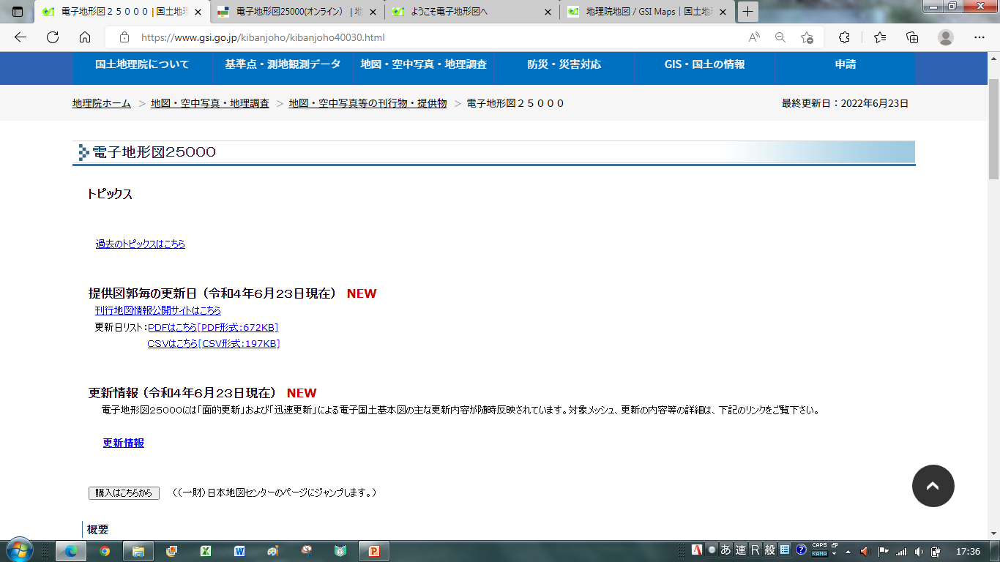 電子地形図２５０００ | 国土地理
電子地形図25000(オンライン) | 地
ようこそ電子地形図へ
地理院地図 / GSI Maps｜国土地理
https://www.gsi.go.jp/kibanjoho/kibanjoho40030.html
国土地理院について
基準点・測地観測データ
地図・空中写真・地理調査
防災・災害対応
GIS・国土の情報
申請
地理院ホーム > 地図・空中写真・地理調査 > 地図・空中写真等の刊行物・提供物 > 電子地形図２５０００
最終更新日：2022年6月23日
電子地形図25000
トピックス
過去のトピックスはこちら
提供図郭毎の更新日（令和4年6月23日現在） NEW
刊行地図情報公開サイトはこちら
更新日リスト：PDFはこちら[PDF形式:672KB]
CSVはこちら[CSV形式:197KB]
更新情報（令和4年6月23日現在） NEW
電子地形図25000には「面的更新」および「迅速更新」による電子国土基本図の主な更新内容が随時反映されています。対象メッシュ、更新の内容等の詳細は、下記のリンクをご覧下さい。
更新情報
購入はこちらから （(一財)日本地図センターのページにジャンプします。）
概要
あ 連 R 般 CAPS KANA
17:36